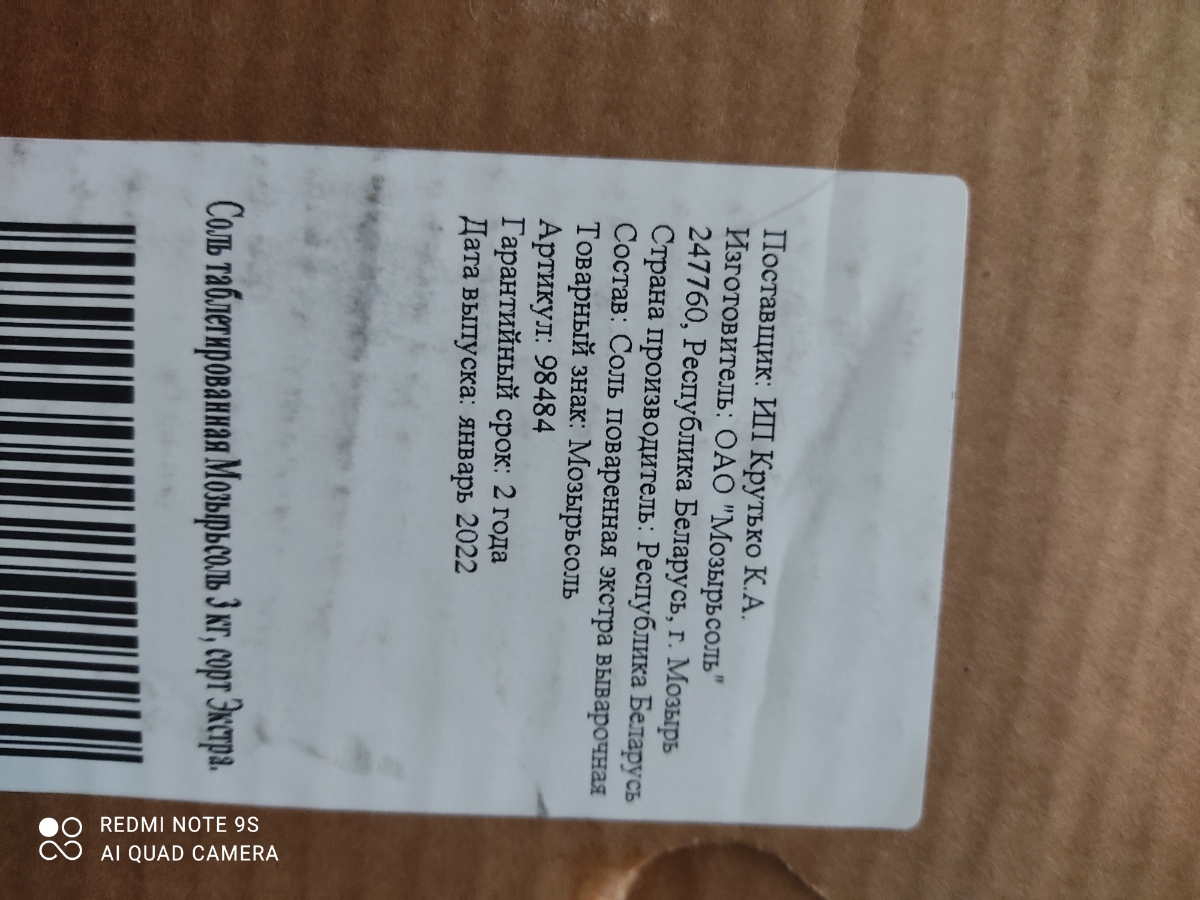 Поставщик: ИП Крутько К.А.
Изготовитель: ОАО "Мозырьсоль"
247760, Республика Беларусь, г. Мозырь
Страна производитель: Республика Беларусь
Состав: Соль поваренная экстра выварочная
Товарный знак: Мозырьсоль
Артикул: 98484
Гарантийный срок: 2 года
Дата выпуска: январь 2022
Соль таблетированная Мозырьсоль 3 кг, сорт Экстра.
REDMI NOTE 9S
AI QUAD CAMERA